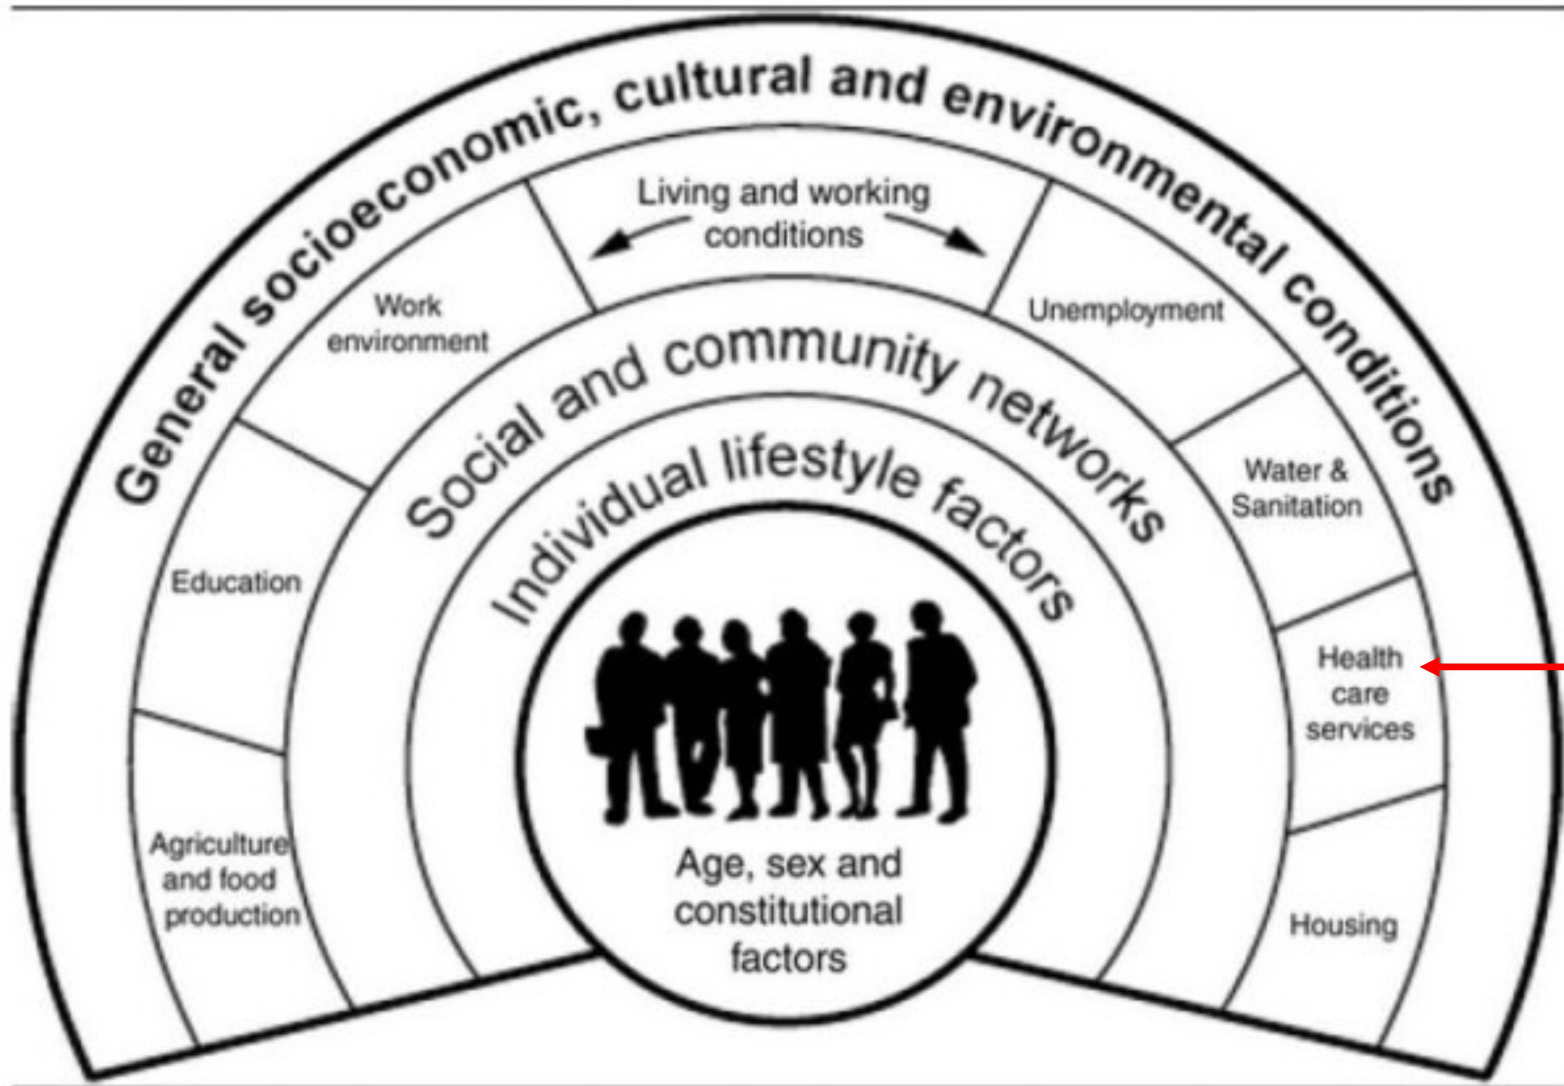 General socioeconomic, cultural and environmental conditions
Living and working
conditions
Work
environment
Unemployment
Social and community networks
Water &
Sanitation
Individual lifestyle factors
Education
Health
care
services
Agriculture
and food
production
Housing
Age, sex and
constitutional
factors